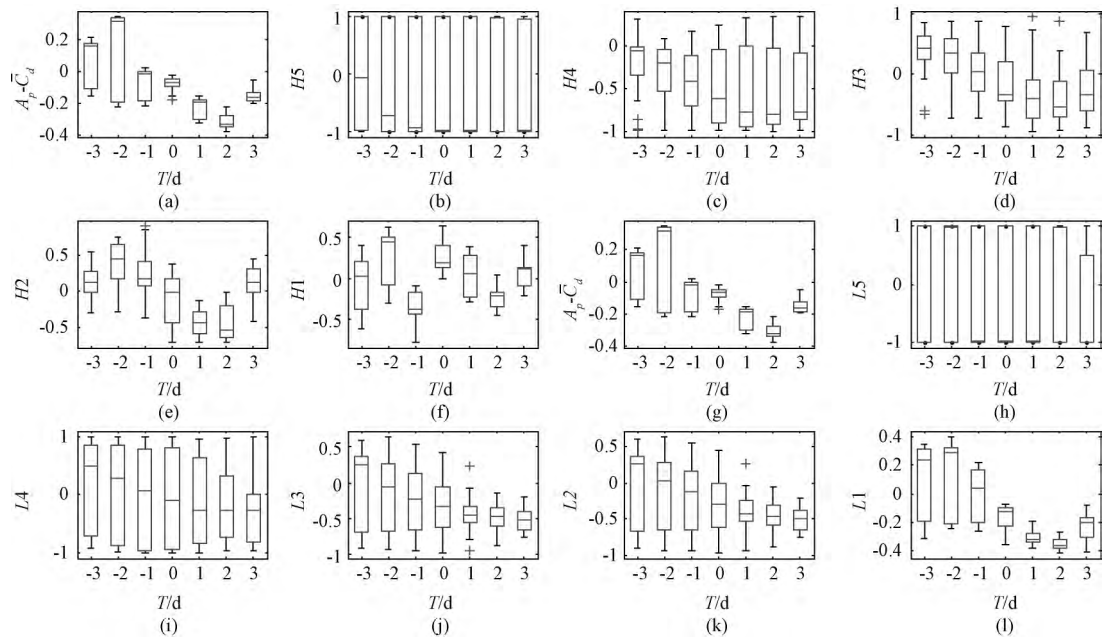 Ap-C̄d
0.2
0
-0.2
-0.4
-3 -2 -1 0 1 2 3
T/d
(a)
H5
1
0
-1
-3 -2 -1 0 1 2 3
T/d
(b)
H4
0
-0.5
-1
-3 -2 -1 0 1 2 3
T/d
(c)
H3
1
0
-1
-3 -2 -1 0 1 2 3
T/d
(d)
H2
1
0.5
0
-0.5
-3 -2 -1 0 1 2 3
T/d
(e)
H1
0.5
0
-0.5
-3 -2 -1 0 1 2 3
T/d
(f)
Ap-C̄d
0.2
0
-0.2
-0.4
-3 -2 -1 0 1 2 3
T/d
(g)
L5
1
0
-1
-3 -2 -1 0 1 2 3
T/d
(h)
L4
1
0
-1
-3 -2 -1 0 1 2 3
T/d
(i)
L3
0.5
0
-0.5
-1
-3 -2 -1 0 1 2 3
T/d
(j)
L2
0.5
0
-0.5
-1
-3 -2 -1 0 1 2 3
T/d
(k)
L1
0.4
0.2
0
-0.2
-0.4
-3 -2 -1 0 1 2 3
T/d
(l)